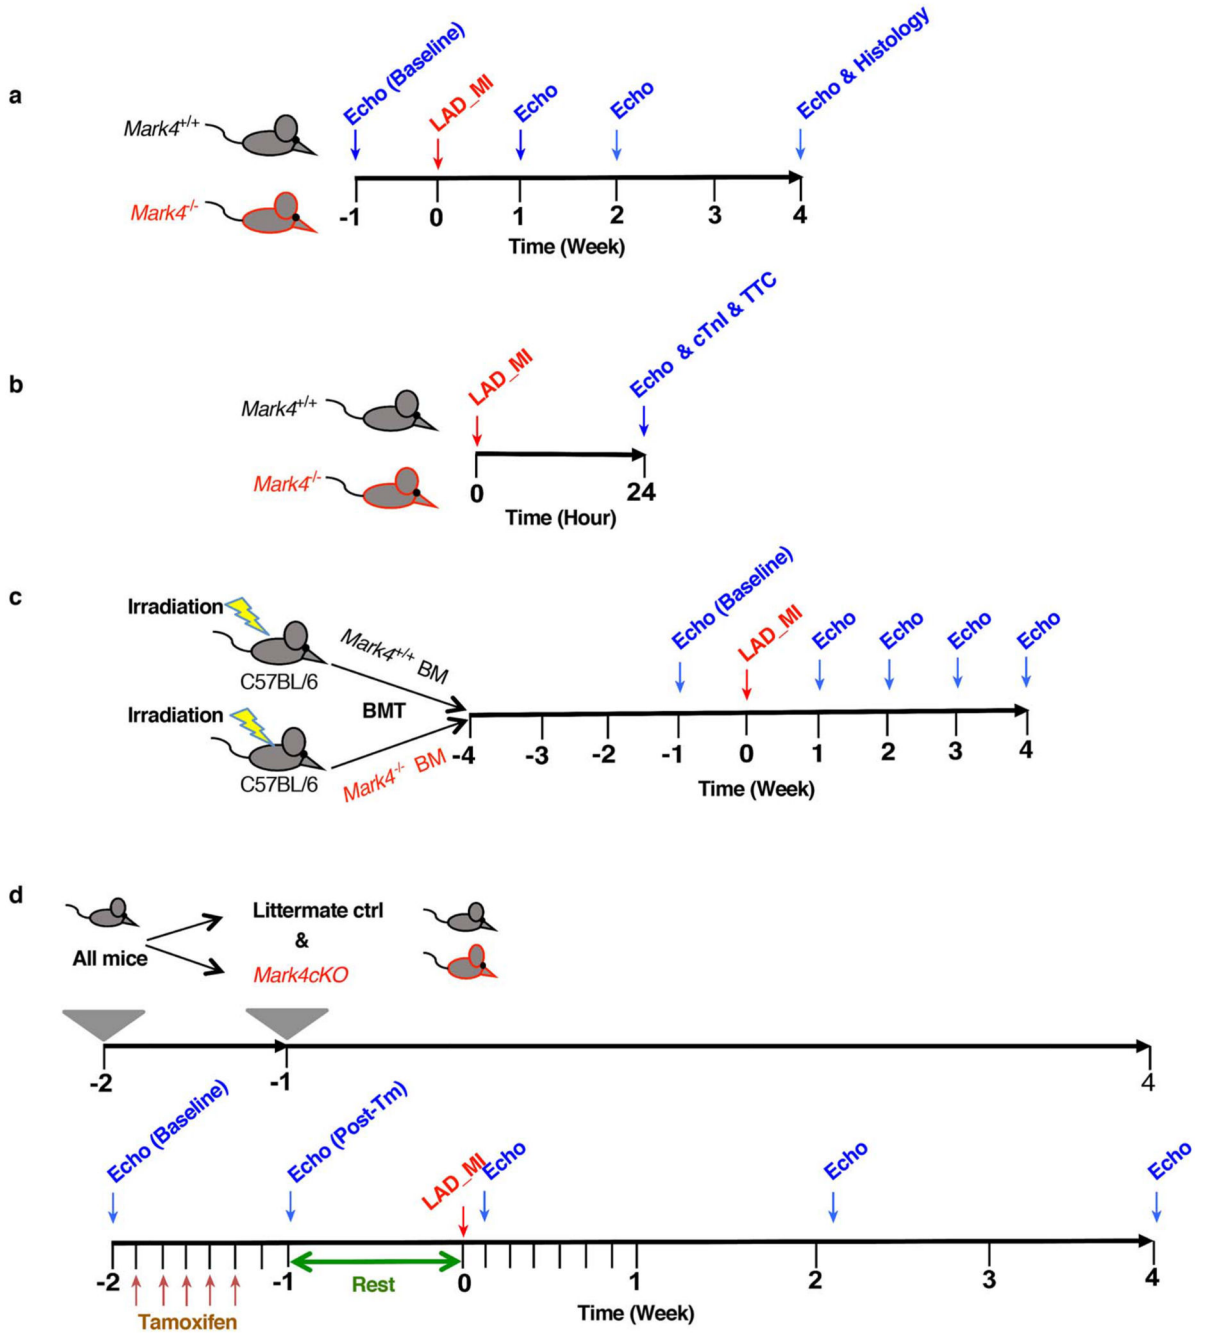 a
Echo (Baseline)
LAD_MI
Echo
Echo
Echo & Histology
Mark4+/+
Mark4-/-
-1
0
1
2
3
4
Time (Week)
b
LAD_MI
Echo & cTnI & TTC
Mark4+/+
Mark4-/-
0
24
Time (Hour)
c
Irradiation
C57BL/6
Mark4+/+ BM
BMT
Irradiation
C57BL/6
Mark4-/- BM
Echo (Baseline)
LAD_MI
Echo
Echo
Echo
Echo
-4
-3
-2
-1
0
1
2
3
4
Time (Week)
d
All mice
Littermate ctrl
&
Mark4cKO
-2
-1
4
Echo (Baseline)
Echo (Post-Tm)
LAD_MI
Echo
Echo
Echo
-2
-1
0
1
2
3
4
Rest
Tamoxifen
Time (Week)